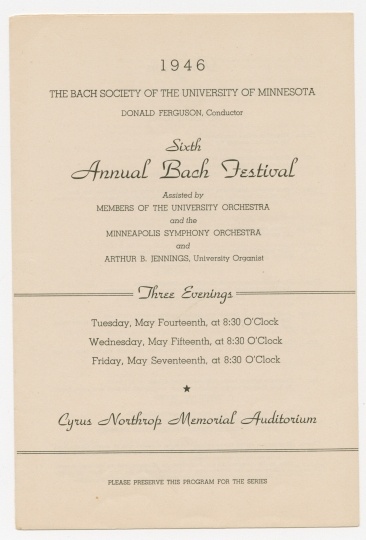 1946
THE BACH SOCIETY OF THE UNIVERSITY OF MINNESOTA
DONALD FERGUSON, Conductor
Sixth
Annual Bach Festival
Assisted by
MEMBERS OF THE UNIVERSITY ORCHESTRA
and the
MINNEAPOLIS SYMPHONY ORCHESTRA
and
ARTHUR B. JENNINGS, University Organist
Three Evenings
Tuesday, May Fourteenth, at 8:30 O'Clock
Wednesday, May Fifteenth, at 8:30 O'Clock
Friday, May Seventeenth, at 8:30 O'Clock
Cyrus Northrop Memorial Auditorium
PLEASE PRESERVE THIS PROGRAM FOR THE SERIES